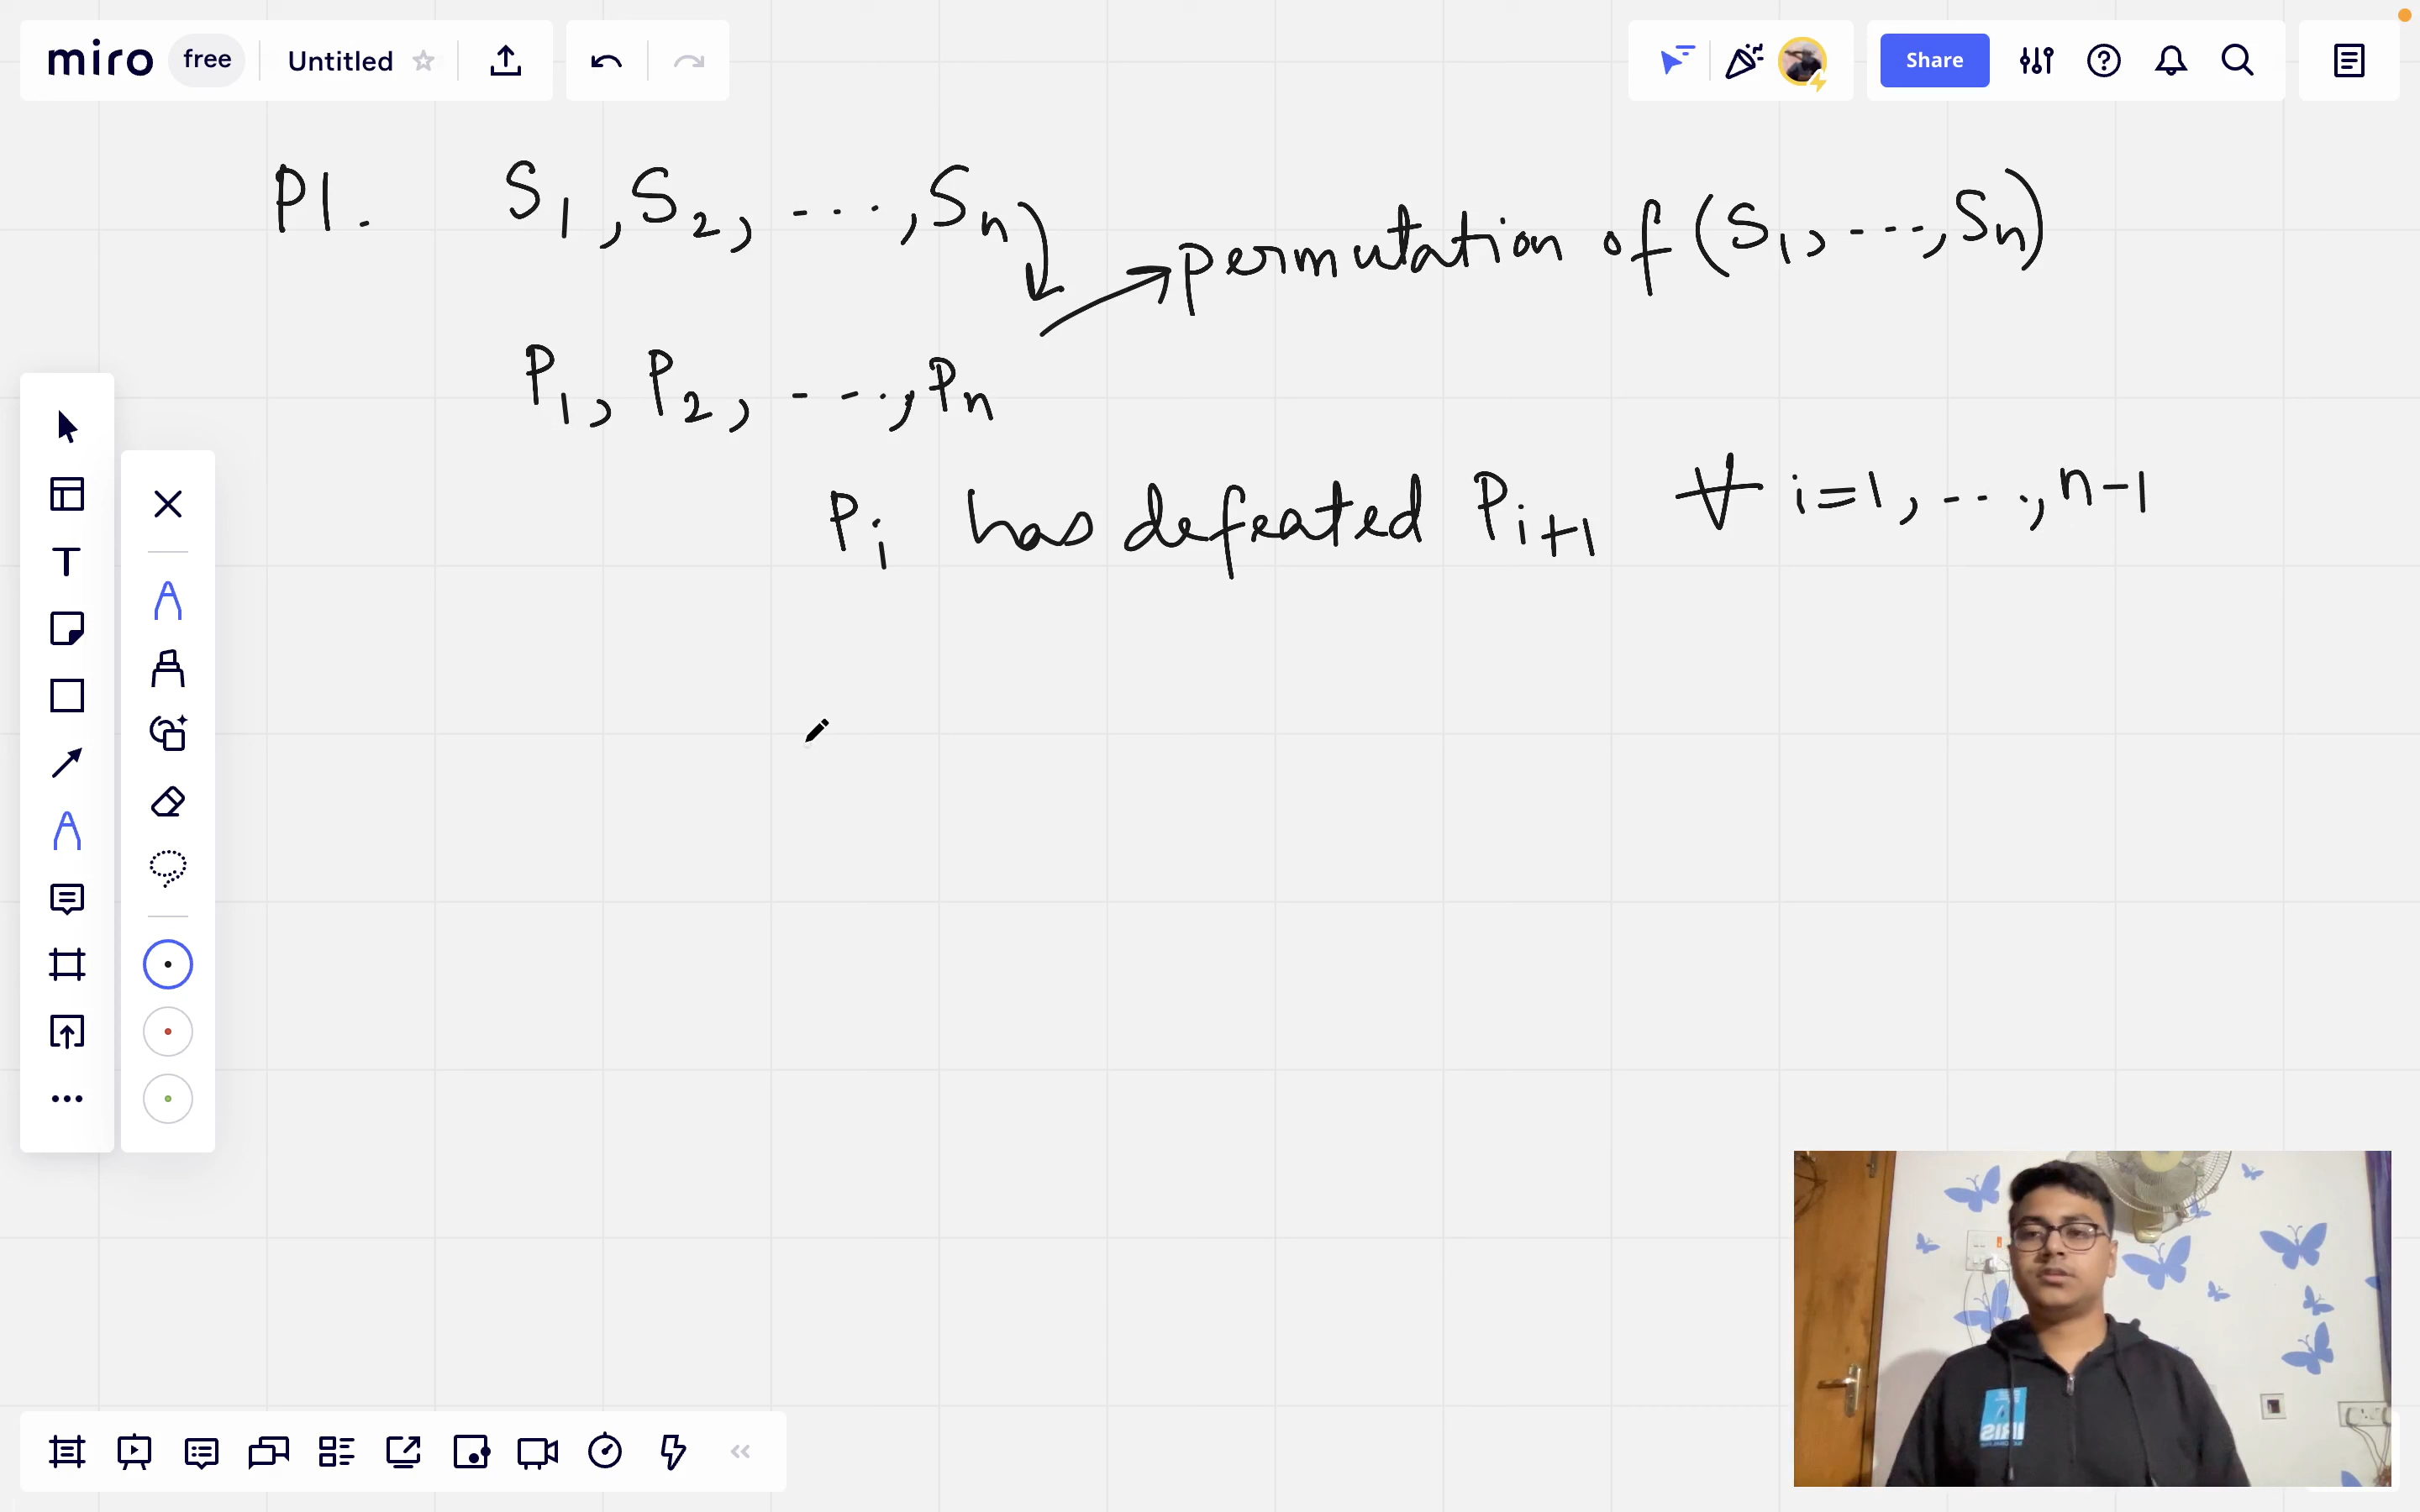 miro free Untitled Share
P1. S1, S2, ...., Sn
permutation of (S1, ...., Sn)
P1, P2, ...., Pn
Pi has defeated Pi+1 ∀ i=1, ...., n-1
T
IRIS